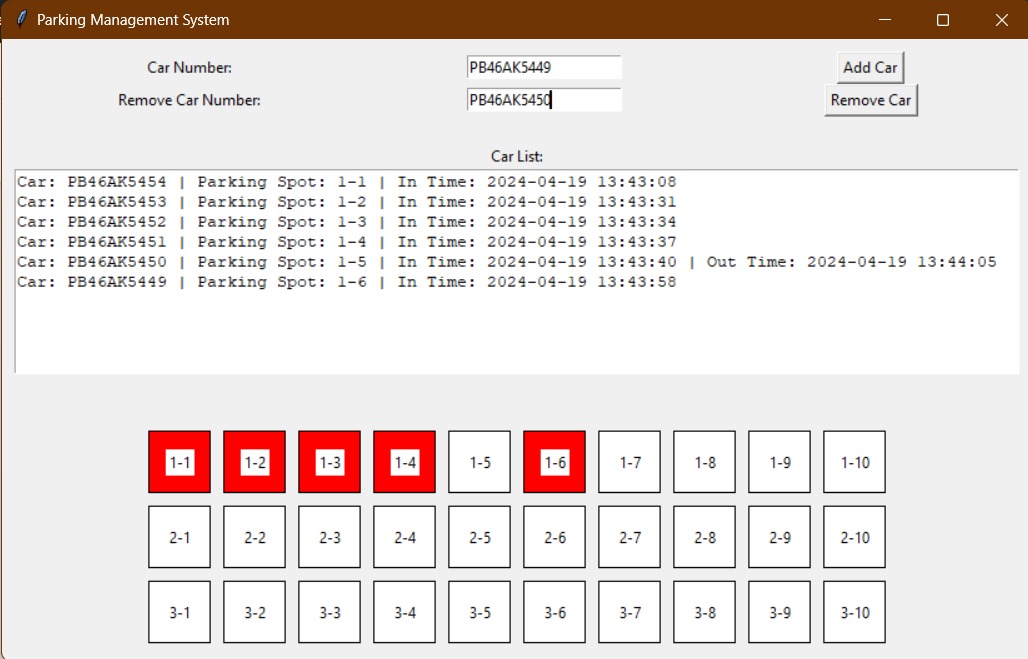 Parking Management System
Car Number: PB46AK5449 Add Car
Remove Car Number: PB46AK5450 Remove Car
Car List:
Car: PB46AK5454 | Parking Spot: 1-1 | In Time: 2024-04-19 13:43:08
Car: PB46AK5453 | Parking Spot: 1-2 | In Time: 2024-04-19 13:43:31
Car: PB46AK5452 | Parking Spot: 1-3 | In Time: 2024-04-19 13:43:34
Car: PB46AK5451 | Parking Spot: 1-4 | In Time: 2024-04-19 13:43:37
Car: PB46AK5450 | Parking Spot: 1-5 | In Time: 2024-04-19 13:43:40 | Out Time: 2024-04-19 13:44:05
Car: PB46AK5449 | Parking Spot: 1-6 | In Time: 2024-04-19 13:43:58
1-1 1-2 1-3 1-4 1-5 1-6 1-7 1-8 1-9 1-10
2-1 2-2 2-3 2-4 2-5 2-6 2-7 2-8 2-9 2-10
3-1 3-2 3-3 3-4 3-5 3-6 3-7 3-8 3-9 3-10